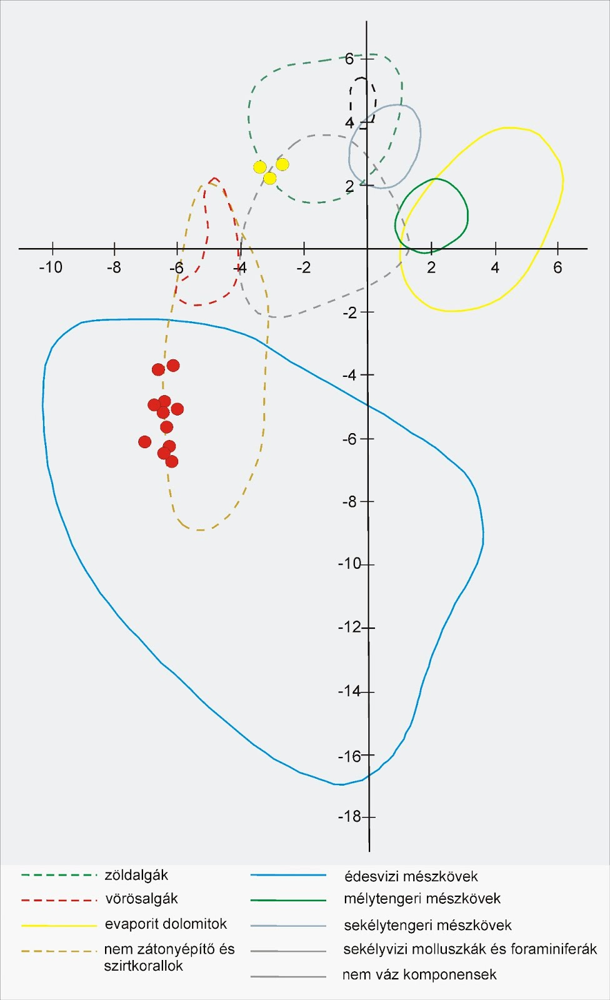 6
4
2
-10 -8 -6 -4 -2 2 4 6
-2
-4
-6
-8
-10
-12
-14
-16
-18
zöldalgák
vörösalgák
evaporit dolomitok
nem zátonyépítő és
szirtkorallok
édesvizi mészkövek
mélytengeri mészkövek
sekélytengeri mészkövek
sekélyvizi molluszkák és foraminiferák
nem váz komponensek